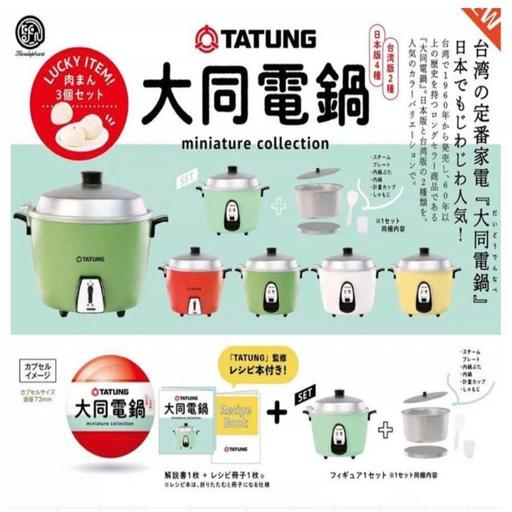 Kenelephant
NEW
LUCKY ITEM!
肉まん
3個セット
TATUNG
大同電鍋
miniature collection
日本版4種
台湾版2種
台湾の定番家電『大同電鍋』
だいどうでんなべ
日本でもじわじわ人気!
台湾で1960年から発売し、60年以
上の歴史を持つロングセラー商品である
『大同電鍋』。日本版と台湾版の2種類を、
人気のカラーバリエーションで。
SET
・スチーム
プレート
・内鍋ぶた
・内鍋
・計量カップ
・しゃもじ
※1セット
同梱内容
TATUNG
カプセル
イメージ
カプセルサイズ
直径73mm
TATUNG
大同電鍋
miniature collection
「TATUNG」監修
レシピ本付き!
TATUNG
大同電鍋
miniature collection
Recipe
Book
解説書1枚 + レシピ冊子1枚※
※レシピ本は、折りたたむと冊子になる仕様
SET
・スチーム
プレート
・内鍋ぶた
・内鍋
・計量カップ
・しゃもじ
フィギュア1セット ※1セット同梱内容